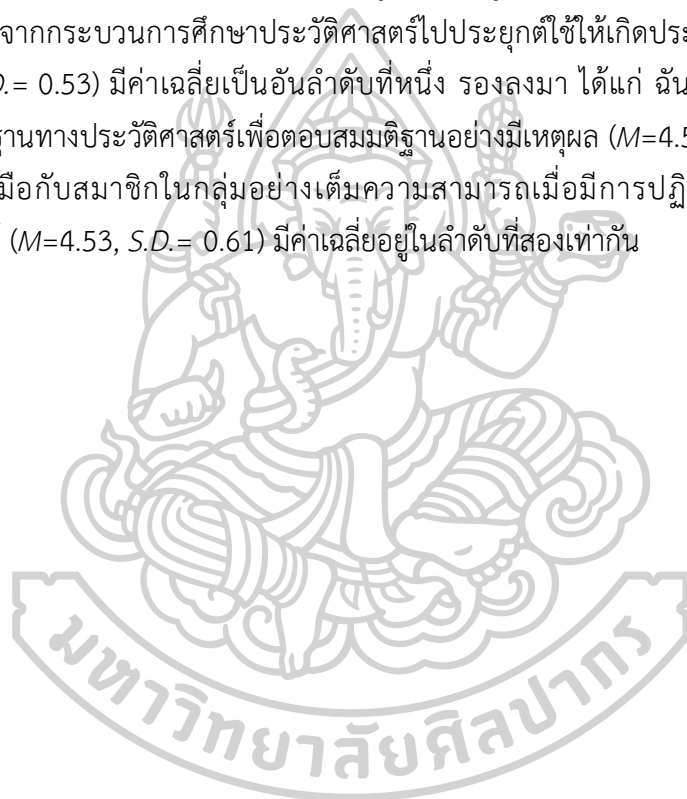 จากกระบวนการศึกษาประวัติศาสตร์ไปประยุกต์ใช้ให้เกิดประ
D.= 0.53) มีค่าเฉลี่ยเป็นอันดับที่หนึ่ง รองลงมา ได้แก่ ฉัน
ฐานทางประวัติศาสตร์เพื่อตอบสมมติฐานอย่างมีเหตุผล (M=4.5
มือกับสมาชิกในกลุ่มอย่างเต็มความสามารถเมื่อมีการปฏิ
(M=4.53, S.D.= 0.61) มีค่าเฉลี่ยอยู่ในลำดับที่สองเท่ากัน
มหาวิทยาลัยศิลปากร